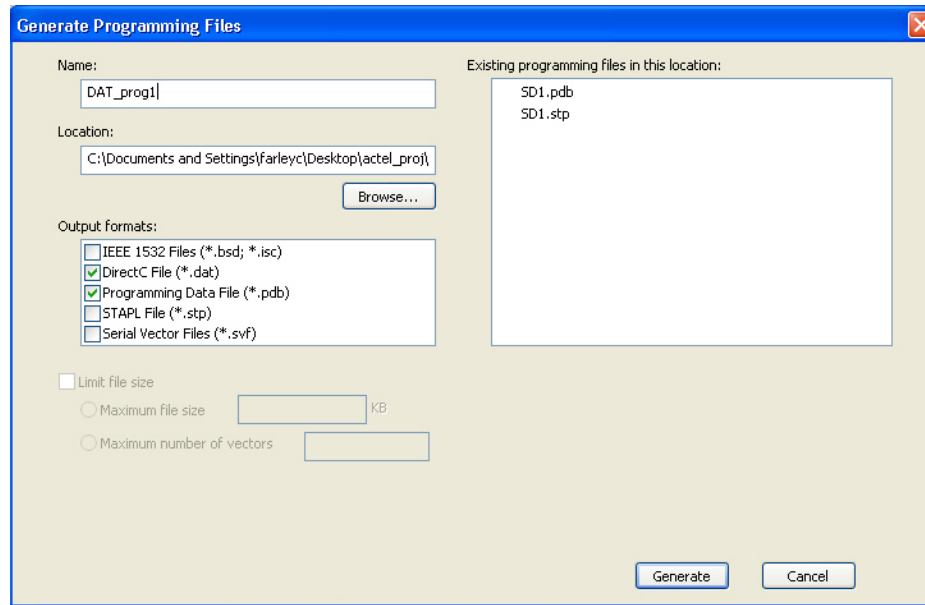 Generate Programming Files
Name:
DAT_prog1
Location:
C:\Documents and Settings\farleyc\Desktop\actel_proj\
Browse...
Output formats:
IEEE 1532 Files (*.bsd; *.isc)
DirectC File (*.dat)
Programming Data File (*.pdb)
STAPL File (*.stp)
Serial Vector Files (*.svf)
Limit file size
Maximum file size
KB
Maximum number of vectors
Existing programming files in this location:
SD1.pdb
SD1.stp
Generate
Cancel